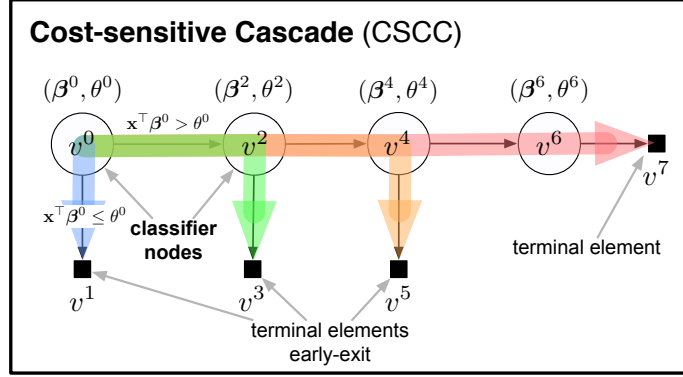 Cost-sensitive Cascade (CSCC)
(β⁰, θ⁰) (β², θ²) (β⁴, θ⁴) (β⁶, θ⁶)
x⊤β⁰ > θ⁰
v⁰ v² v⁴ v⁶
v⁷
x⊤β⁰ ≤ θ⁰
classifier
nodes
terminal element
v¹ v³ v⁵
terminal elements
early-exit